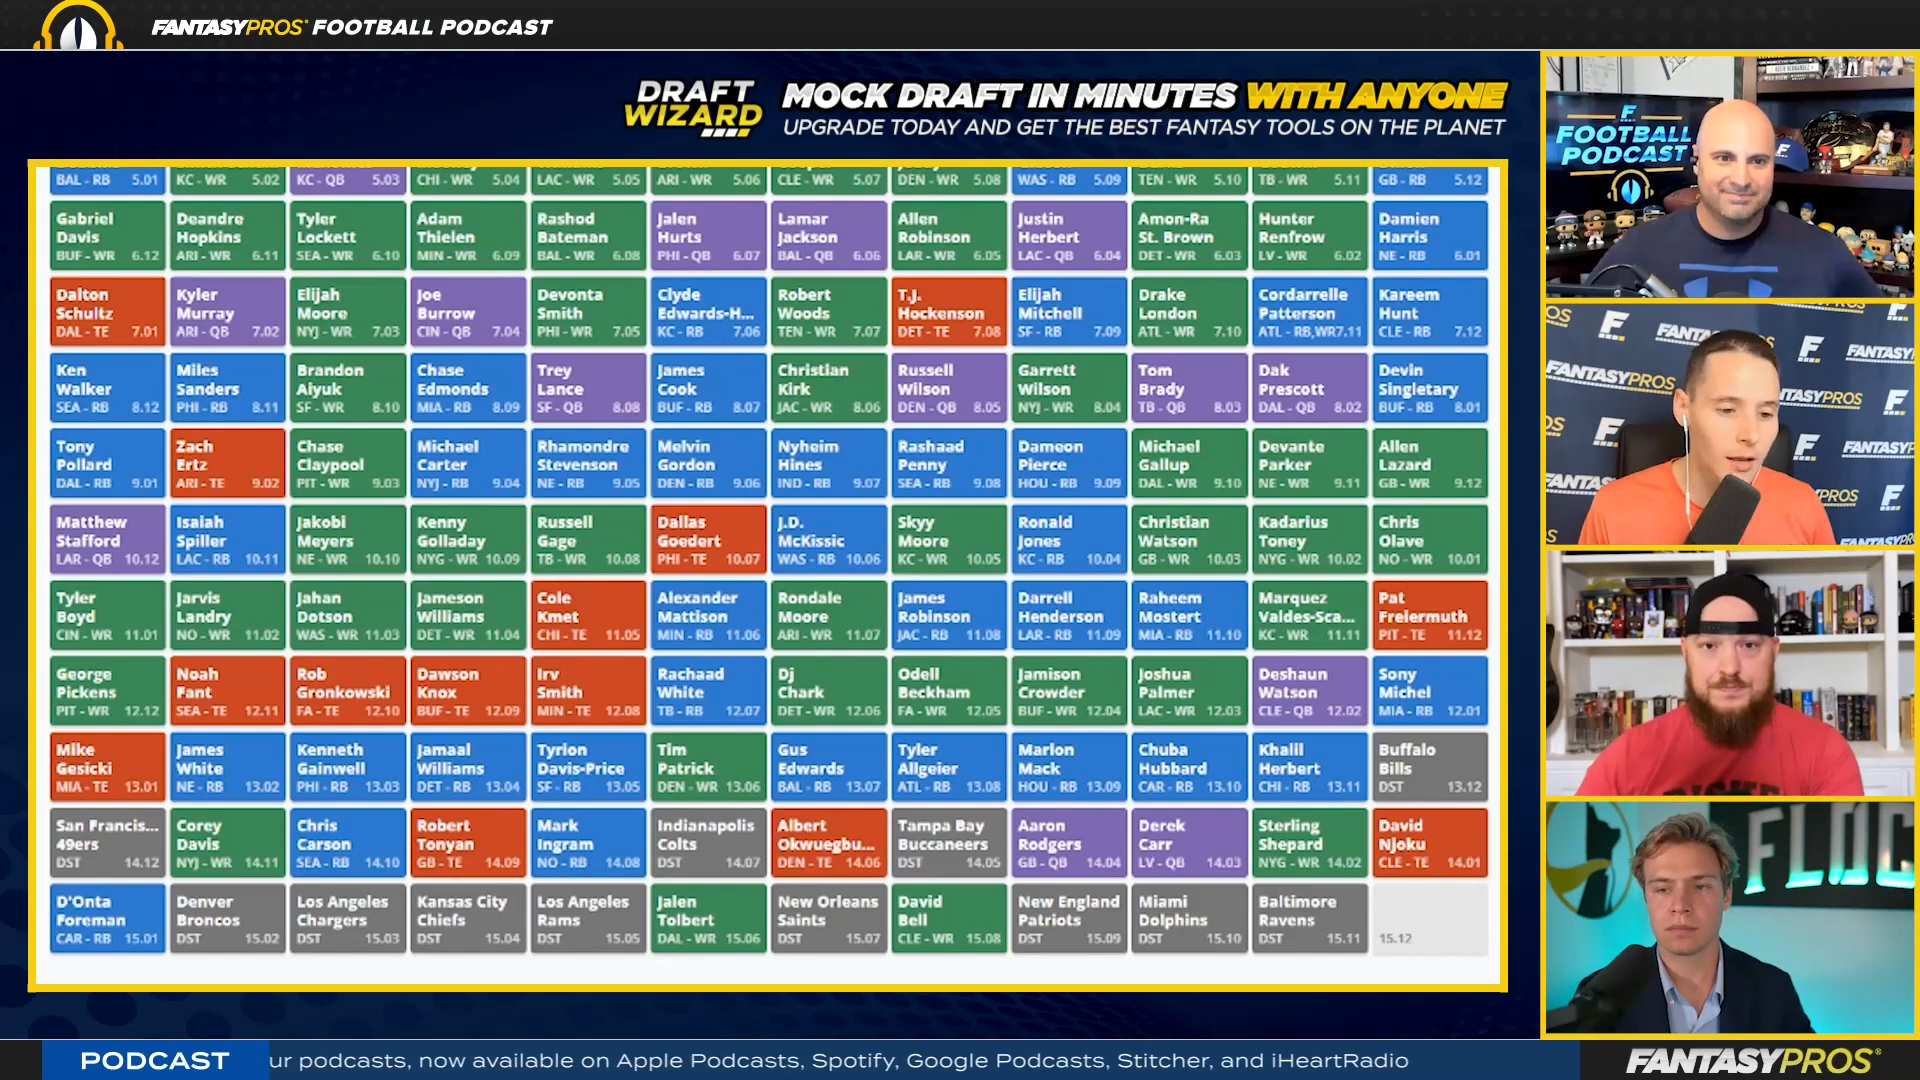 FANTASYPROS FOOTBALL PODCAST
DRAFT WIZARD
MOCK DRAFT IN MINUTES WITH ANYONE
UPGRADE TODAY AND GET THE BEST FANTASY TOOLS ON THE PLANET
BAL - RB 5.01 KC - WR 5.02 KC - QB 5.03 CHI - WR 5.04 LAC - WR 5.05 ARI - WR 5.06 CLE - WR 5.07 DEN - WR 5.08 WAS - RB 5.09 TEN - WR 5.10 TB - WR 5.11 GB - RB 5.12
Gabriel Deandre Tyler Adam Rashod Jalen Lamar Allen Justin Amon-Ra Hunter Damien
Davis Hopkins Lockett Thielen Bateman Hurts Jackson Robinson Herbert St. Brown Renfrow Harris
BUF - WR 6.12 ARI - WR 6.11 SEA - WR 6.10 MIN - WR 6.09 BAL - WR 6.08 PHI - QB 6.07 BAL - QB 6.06 LAR - WR 6.05 LAC - QB 6.04 DET - WR 6.03 LV - WR 6.02 NE - RB 6.01
Dalton Kyler Elijah Joe Devonta Clyde Robert T.J. Elijah Drake Cordarrelle Kareem
Schultz Murray Moore Burrow Smith Edwards-H... Woods Hockenson Mitchell London Patterson Hunt
DAL - TE 7.01 ARI - QB 7.02 NYJ - WR 7.03 CIN - QB 7.04 PHI - WR 7.05 KC - RB 7.06 TEN - WR 7.07 DET - TE 7.08 SF - RB 7.09 ATL - WR 7.10 ATL - RB,WR7.11 CLE - RB 7.12
Ken Miles Brandon Chase Trey James Christian Russell Garrett Tom Dak Devin
Walker Sanders Aiyuk Edmonds Lance Cook Kirk Wilson Wilson Brady Prescott Singletary
SEA - RB 8.12 PHI - RB 8.11 SF - WR 8.10 MIA - RB 8.09 SF - QB 8.08 BUF - RB 8.07 JAC - WR 8.06 DEN - QB 8.05 NYJ - WR 8.04 TB - QB 8.03 DAL - QB 8.02 BUF - RB 8.01
Tony Zach Chase Michael Rhamondre Melvin Nyheim Rashaad Dameon Michael Devante Allen
Pollard Ertz Claypool Carter Stevenson Gordon Hines Penny Pierce Gallup Parker Lazard
DAL - RB 9.01 ARI - TE 9.02 PIT - WR 9.03 NYJ - RB 9.04 NE - RB 9.05 DEN - RB 9.06 IND - RB 9.07 SEA - RB 9.08 HOU - RB 9.09 DAL - WR 9.10 NE - WR 9.11 GB - WR 9.12
Matthew Isaiah Jakobi Kenny Russell Dallas J.D. Skyy Ronald Christian Kadarius Chris
Stafford Spiller Meyers Golladay Gage Goedert McKissic Moore Jones Watson Toney Olave
LAR - QB 10.12 LAC - RB 10.11 NE - WR 10.10 NYG - WR 10.09 TB - WR 10.08 PHI - TE 10.07 WAS - RB 10.06 KC - WR 10.05 KC - RB 10.04 GB - WR 10.03 NYG - WR 10.02 NO - WR 10.01
Tyler Jarvis Jahan Jameson Cole Alexander Rondale James Darrell Raheem Marquez Pat
Boyd Landry Dotson Williams Kmet Mattison Moore Robinson Henderson Mostert Valdes-Sca... Freiermuth
CIN - WR 11.01 NO - WR 11.02 WAS - WR 11.03 DET - WR 11.04 CHI - TE 11.05 MIN - RB 11.06 ARI - WR 11.07 JAC - RB 11.08 LAR - RB 11.09 MIA - RB 11.10 KC - WR 11.11 PIT - TE 11.12
George Noah Rob Dawson Irv Rachaad Dj Odell Jamison Joshua Deshaun Sony
Pickens Fant Gronkowski Knox Smith White Chark Beckham Crowder Palmer Watson Michel
PIT - WR 12.12 SEA - TE 12.11 FA - TE 12.10 BUF - TE 12.09 MIN - TE 12.08 TB - RB 12.07 DET - WR 12.06 FA - WR 12.05 BUF - WR 12.04 LAC - WR 12.03 CLE - QB 12.02 MIA - RB 12.01
Mike James Kenneth Jamaal Tyrion Tim Gus Tyler Marlon Chuba Khalil Buffalo
Gesicki White Gainwell Williams Davis-Price Patrick Edwards Allgeier Mack Hubbard Herbert Bills
MIA - TE 13.01 NE - RB 13.02 PHI - RB 13.03 DET - RB 13.04 SF - RB 13.05 DEN - WR 13.06 BAL - RB 13.07 ATL - RB 13.08 HOU - RB 13.09 CAR - RB 13.10 CHI - RB 13.11 DST 13.12
San Francis... Corey Chris Robert Mark Indianapolis Albert Tampa Bay Aaron Derek Sterling David
49ers Davis Carson Tonyan Ingram Colts Okwuegbu... Buccaneers Rodgers Carr Shepard Njoku
DST 14.12 NYJ - WR 14.11 SEA - RB 14.10 GB - TE 14.09 NO - RB 14.08 DST 14.07 DEN - TE 14.06 DST 14.05 GB - QB 14.04 LV - QB 14.03 NYG - WR 14.02 CLE - TE 14.01
D'Onta Denver Los Angeles Kansas City Los Angeles Jalen New Orleans David New England Miami Baltimore
Foreman Broncos Chargers Chiefs Rams Tolbert Saints Bell Patriots Dolphins Ravens
CAR - RB 15.01 DST 15.02 DST 15.03 DST 15.04 DST 15.05 DAL - WR 15.06 DST 15.07 CLE - WR 15.08 DST 15.09 DST 15.10 DST 15.11 15.12
FOOTBALL
PODCAST
FANTASYPROS
FLOC
PODCAST
ur podcasts, now available on Apple Podcasts, Spotify, Google Podcasts, Stitcher, and iHeartRadio
FANTASYPROS